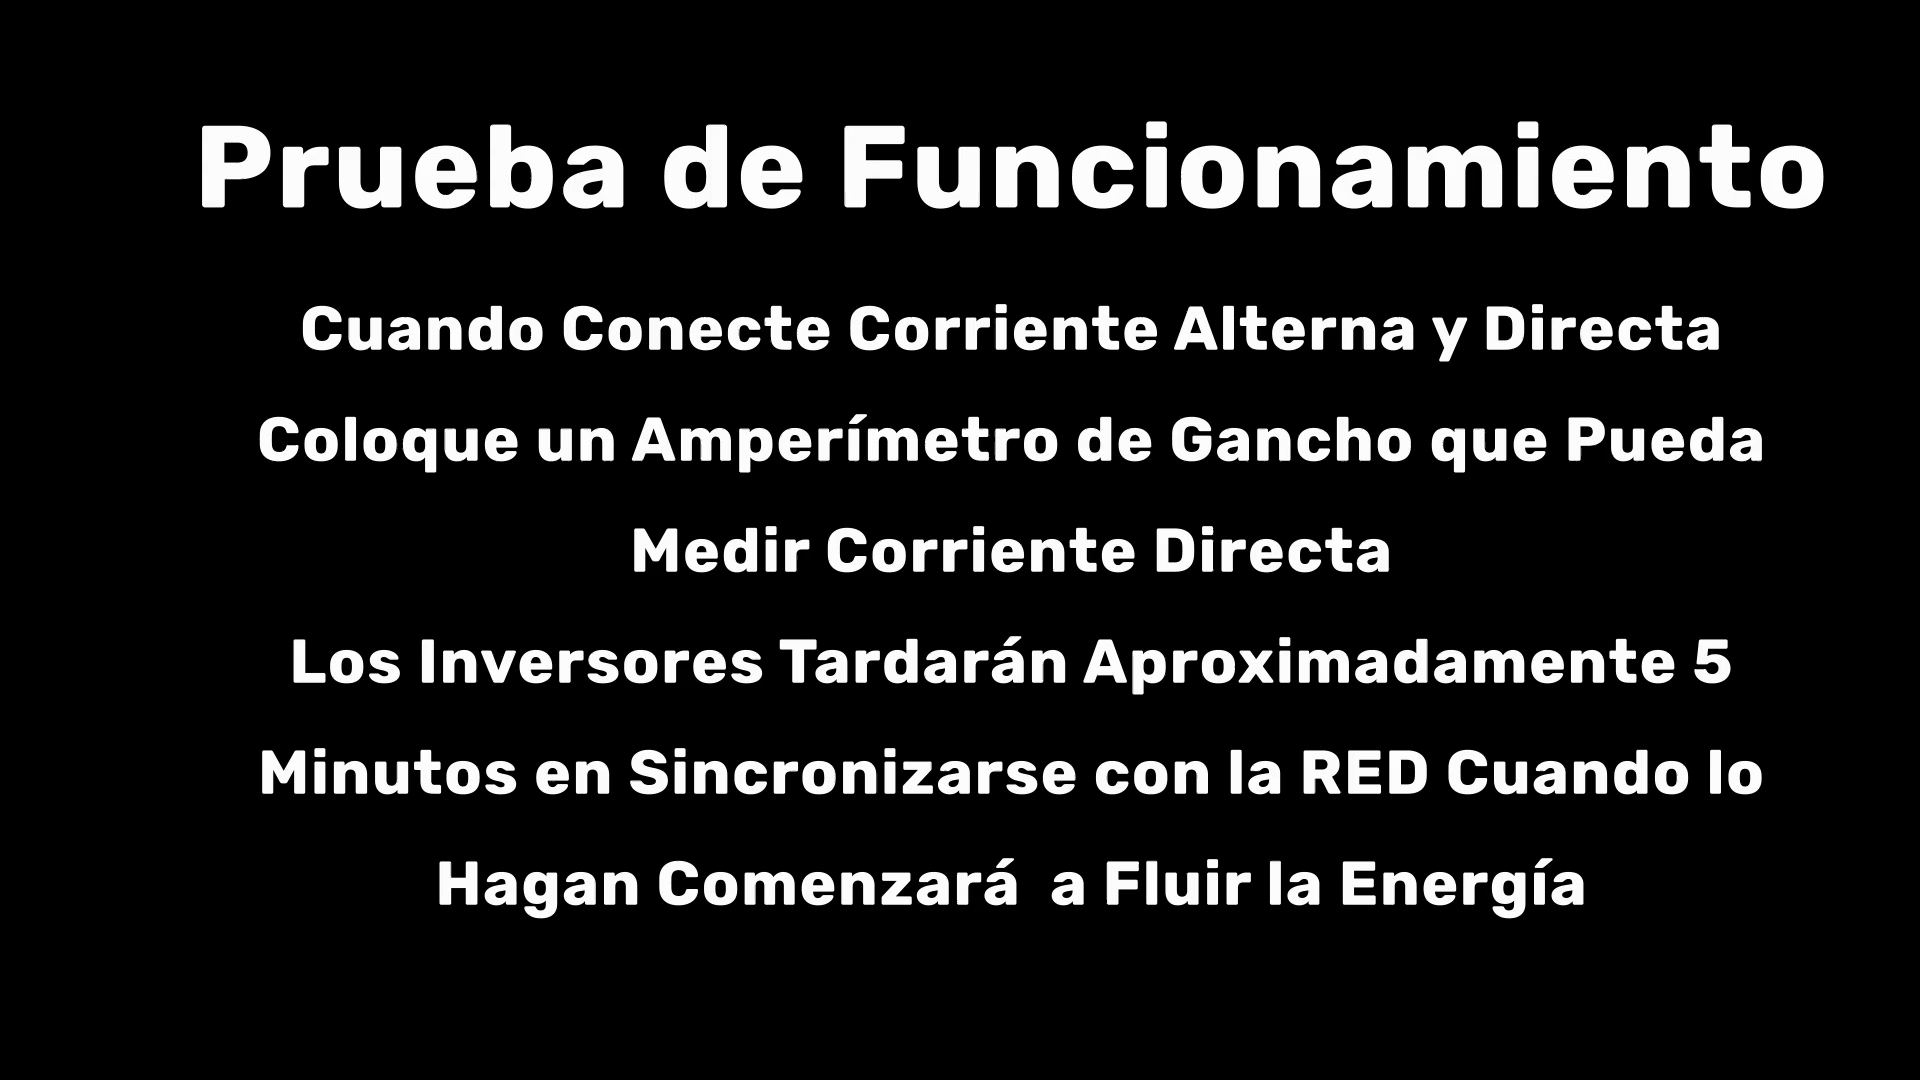 Prueba de Funcionamiento
Cuando Conecte Corriente Alterna y Directa
Coloque un Amperímetro de Gancho que Pueda
Medir Corriente Directa
Los Inversores Tardarán Aproximadamente 5
Minutos en Sincronizarse con la RED Cuando lo
Hagan Comenzará  a Fluir la Energía